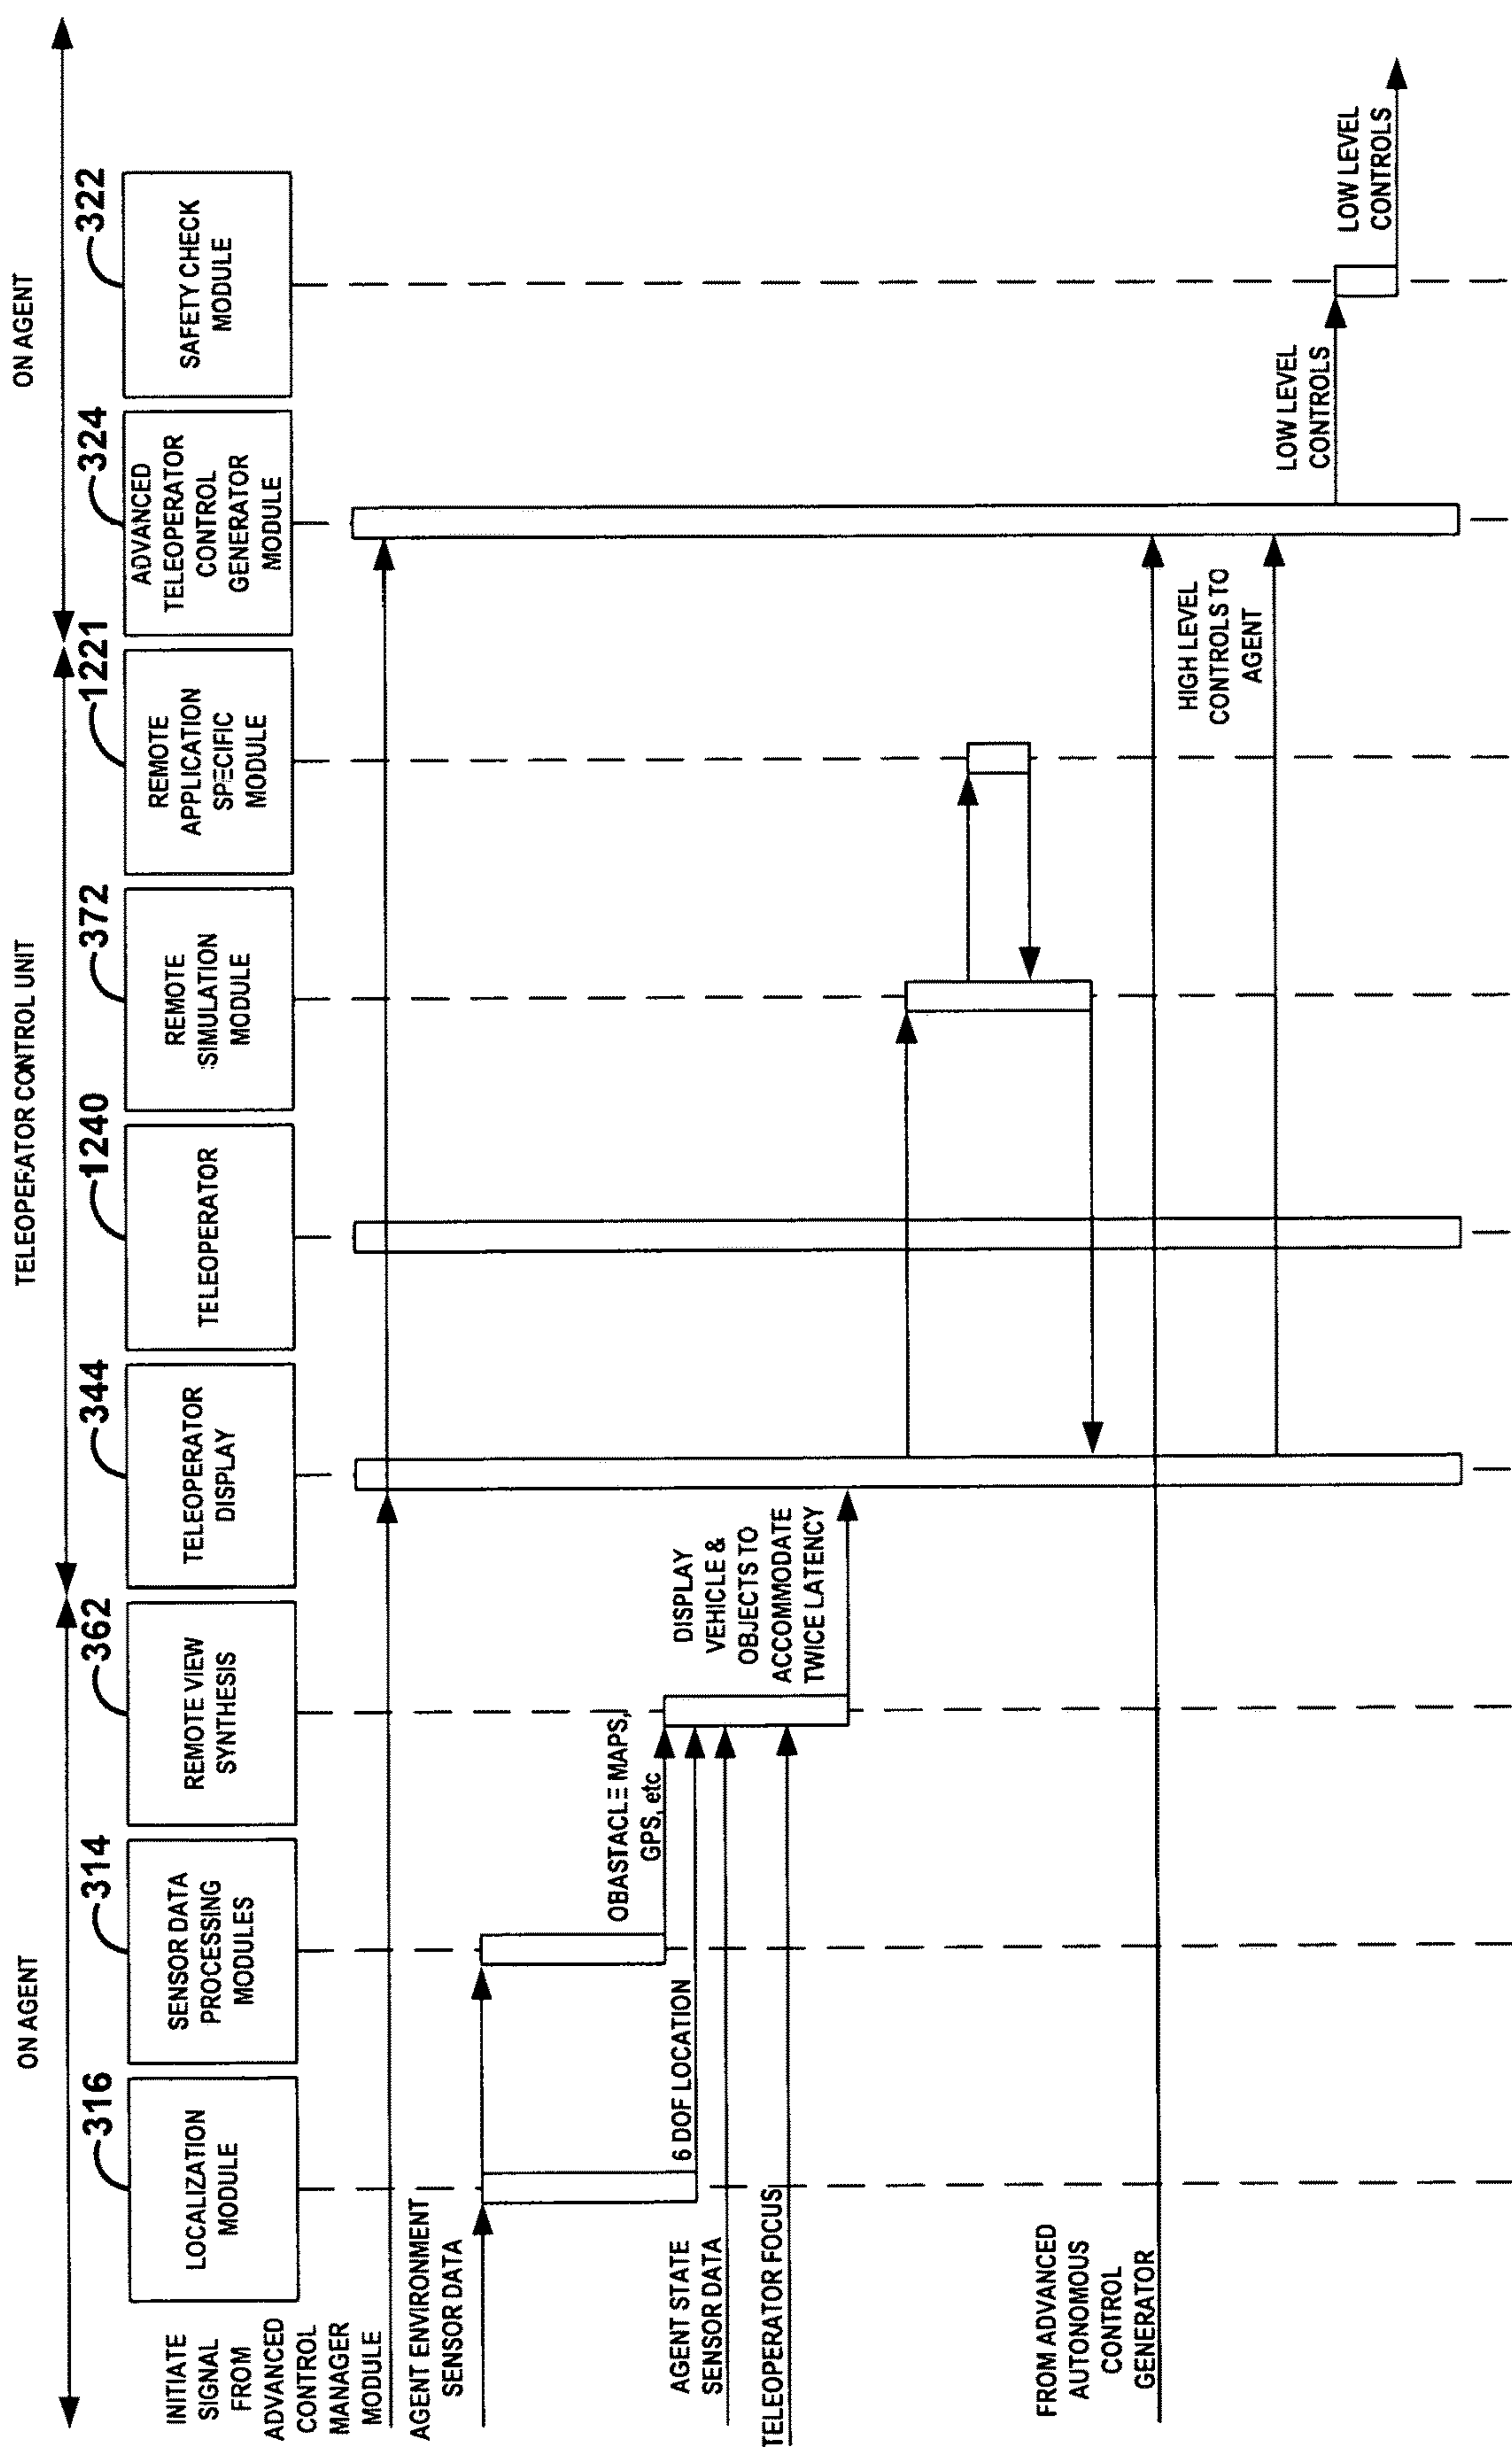 ON AGENT
TELEOPERATOR CONTROL UNIT
ON AGENT
316
314
362
344
1240
372
1221
324
322
LOCALIZATION
MODULE
SENSOR DATA
PROCESSING
MODULES
REMOTE VIEW
SYNTHESIS
TELEOPERATOR
DISPLAY
TELEOPERATOR
REMOTE
SIMULATION
MODULE
REMOTE
APPLICATION
SPECIFIC
MODULE
ADVANCED
TELEOPERATOR
CONTROL
GENERATOR
MODULE
SAFETY CHECK
MODULE
INITIATE
SIGNAL
FROM
ADVANCED
CONTROL
MANAGER
MODULE
AGENT ENVIRONMENT
SENSOR DATA
OBASTACLE MAPS,
GPS, etc
6 DOF LOCATION
AGENT STATE
SENSOR DATA
TELEOPERATOR FOCUS
DISPLAY
VEHICLE &
OBJECTS TO
ACCOMMODATE
TWICE LATENCY
FROM ADVANCED
AUTONOMOUS
CONTROL
GENERATOR
HIGH LEVEL
CONTROLS TO
AGENT
LOW LEVEL
CONTROLS
LOW LEVEL
CONTROLS